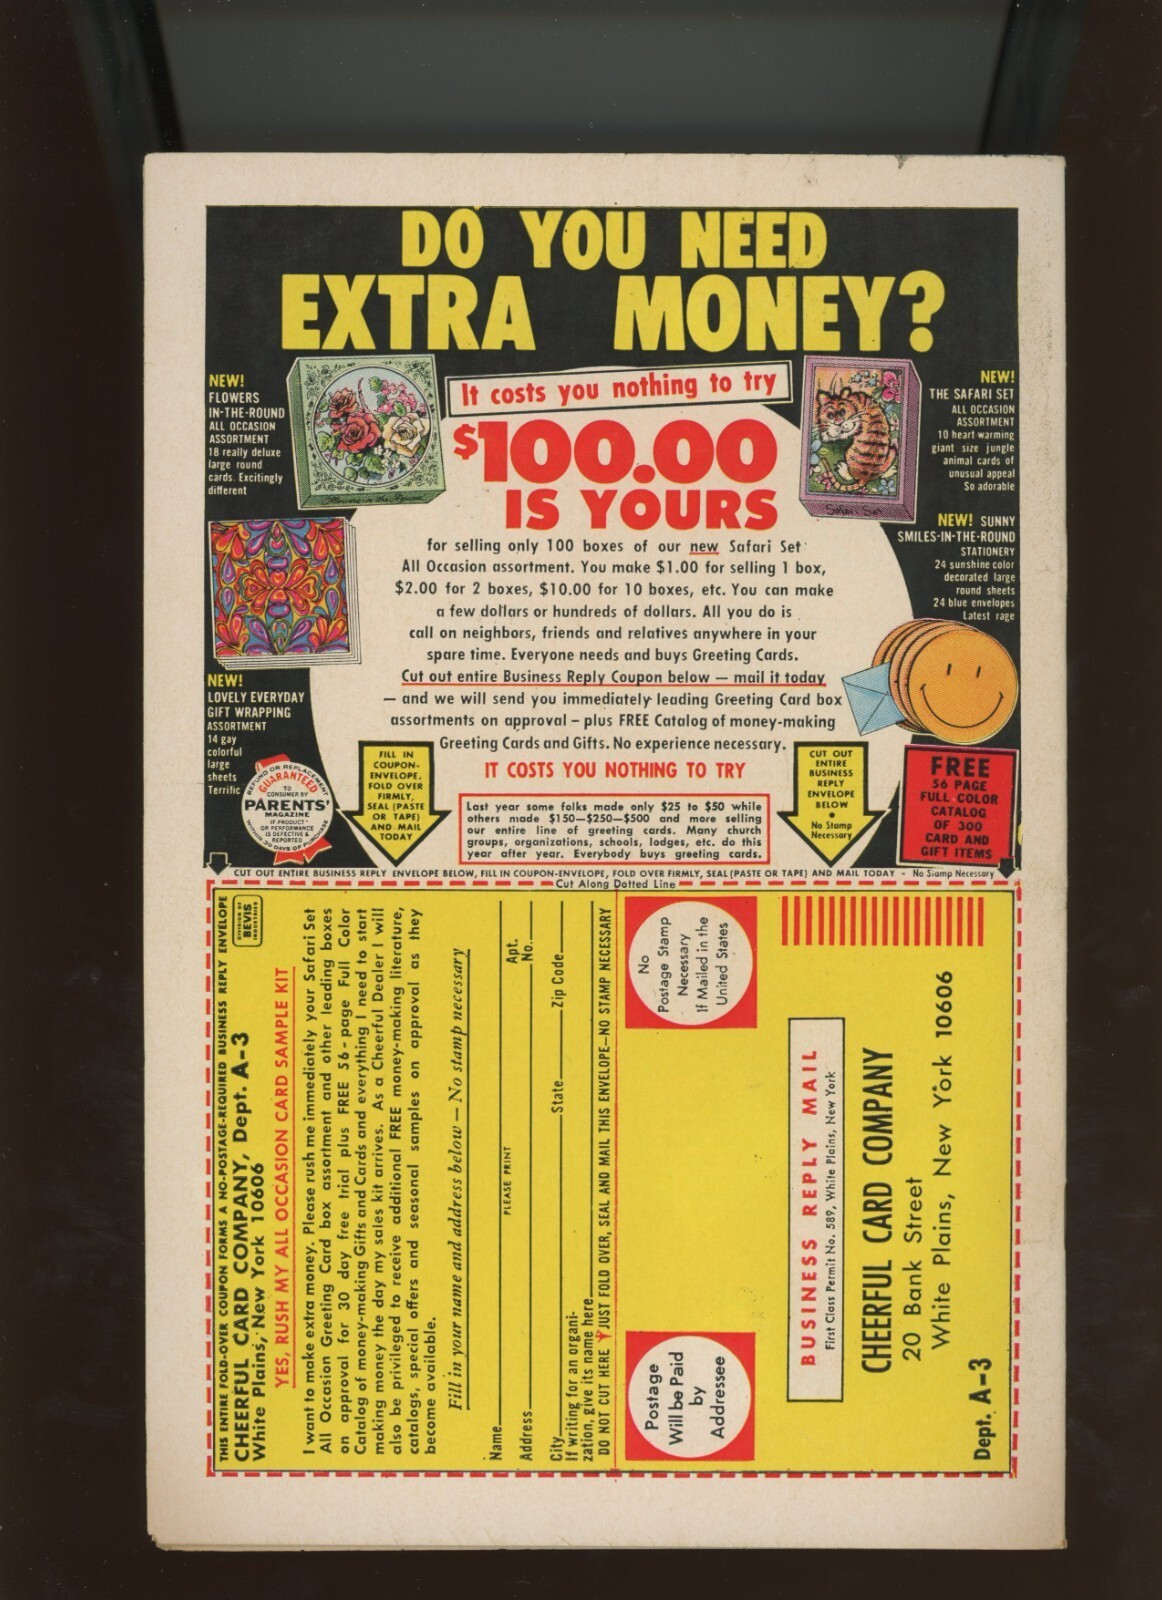 DO YOU NEED
EXTRA MONEY?
NEW!
FLOWERS
IN-THE-ROUND
ALL OCCASION
ASSORTMENT
18 really deluxe
large round
cards. Excitingly
different
It costs you nothing to try
$100.00
IS YOURS
NEW!
THE SAFARI SET
ALL OCCASION
ASSORTMENT
10 heart-warming
giant size jungle
animal cards of
unusual appeal
So adorable
Safari Set
for selling only 100 boxes of our new Safari Set
All Occasion assortment. You make $1.00 for selling 1 box,
$2.00 for 2 boxes, $10.00 for 10 boxes, etc. You can make
a few dollars or hundreds of dollars. All you do is
call on neighbors, friends and relatives anywhere in your
spare time. Everyone needs and buys Greeting Cards.
Cut out entire Business Reply Coupon below — mail it today
— and we will send you immediately leading Greeting Card box
assortments on approval – plus FREE Catalog of money-making
Greeting Cards and Gifts. No experience necessary.
IT COSTS YOU NOTHING TO TRY
NEW! SUNNY
SMILES-IN-THE-ROUND
STATIONERY
24 sunshine color
decorated large
round sheets
24 blue envelopes
Latest rage
NEW!
LOVELY EVERYDAY
GIFT WRAPPING
ASSORTMENT
14 gay
colorful
large
sheets
Terrific
REFUND OR REPLACEMENT
GUARANTEED
TO
CONSUMER BY
PARENTS'
MAGAZINE
IF PRODUCT
OR PERFORMANCE
IS DEFECTIVE &
REPORTED
WITHIN 30 DAYS OF PURCHASE
FILL IN
COUPON-
ENVELOPE,
FOLD OVER
FIRMLY,
SEAL (PASTE
OR TAPE)
AND MAIL
TODAY
Last year some folks made only $25 to $50 while
others made $150—$250—$500 and more selling
our entire line of greeting cards. Many church
groups, organizations, schools, lodges, etc. do this
year after year. Everybody buys greeting cards.
CUT OUT
ENTIRE
BUSINESS
REPLY
ENVELOPE
BELOW
•
No Stamp
Necessary
FREE
56 PAGE
FULL COLOR
CATALOG
OF 300
CARD AND
GIFT ITEMS
CUT OUT ENTIRE BUSINESS REPLY ENVELOPE BELOW, FILL IN COUPON-ENVELOPE, FOLD OVER FIRMLY, SEAL (PASTE OR TAPE) AND MAIL TODAY - No Stamp Necessary
Cut Along Dotted Line
THIS ENTIRE FOLD-OVER COUPON FORMS A NO-POSTAGE-REQUIRED BUSINESS REPLY ENVELOPE
CHEERFUL CARD COMPANY, Dept. A-3
White Plains, New York 10606
DIVISION OF
BEVIS
INDUSTRIES
YES, RUSH MY ALL OCCASION CARD SAMPLE KIT
I want to make extra money. Please rush me immediately your Safari Set
All Occasion Greeting Card box assortment and other leading boxes
on approval for 30 day free trial plus FREE 56-page Full Color
Catalog of money-making Gifts and Cards and everything I need to start
making money the day my sales kit arrives. As a Cheerful Dealer I will
also be privileged to receive additional FREE money-making literature,
catalogs, special offers and seasonal samples on approval as they
become available.
Fill in your name and address below — No stamp necessary
Name
PLEASE PRINT
Address Apt. No.
City State Zip Code
If writing for an organi-
zation, give its name here
DO NOT CUT HERE JUST FOLD OVER, SEAL AND MAIL THIS ENVELOPE—NO STAMP NECESSARY
No
Postage Stamp
Necessary
If Mailed in the
United States
Postage
Will be Paid
by
Addressee
BUSINESS REPLY MAIL
First Class Permit No. 589, White Plains, New York
CHEERFUL CARD COMPANY
20 Bank Street
White Plains, New York 10606
Dept. A-3